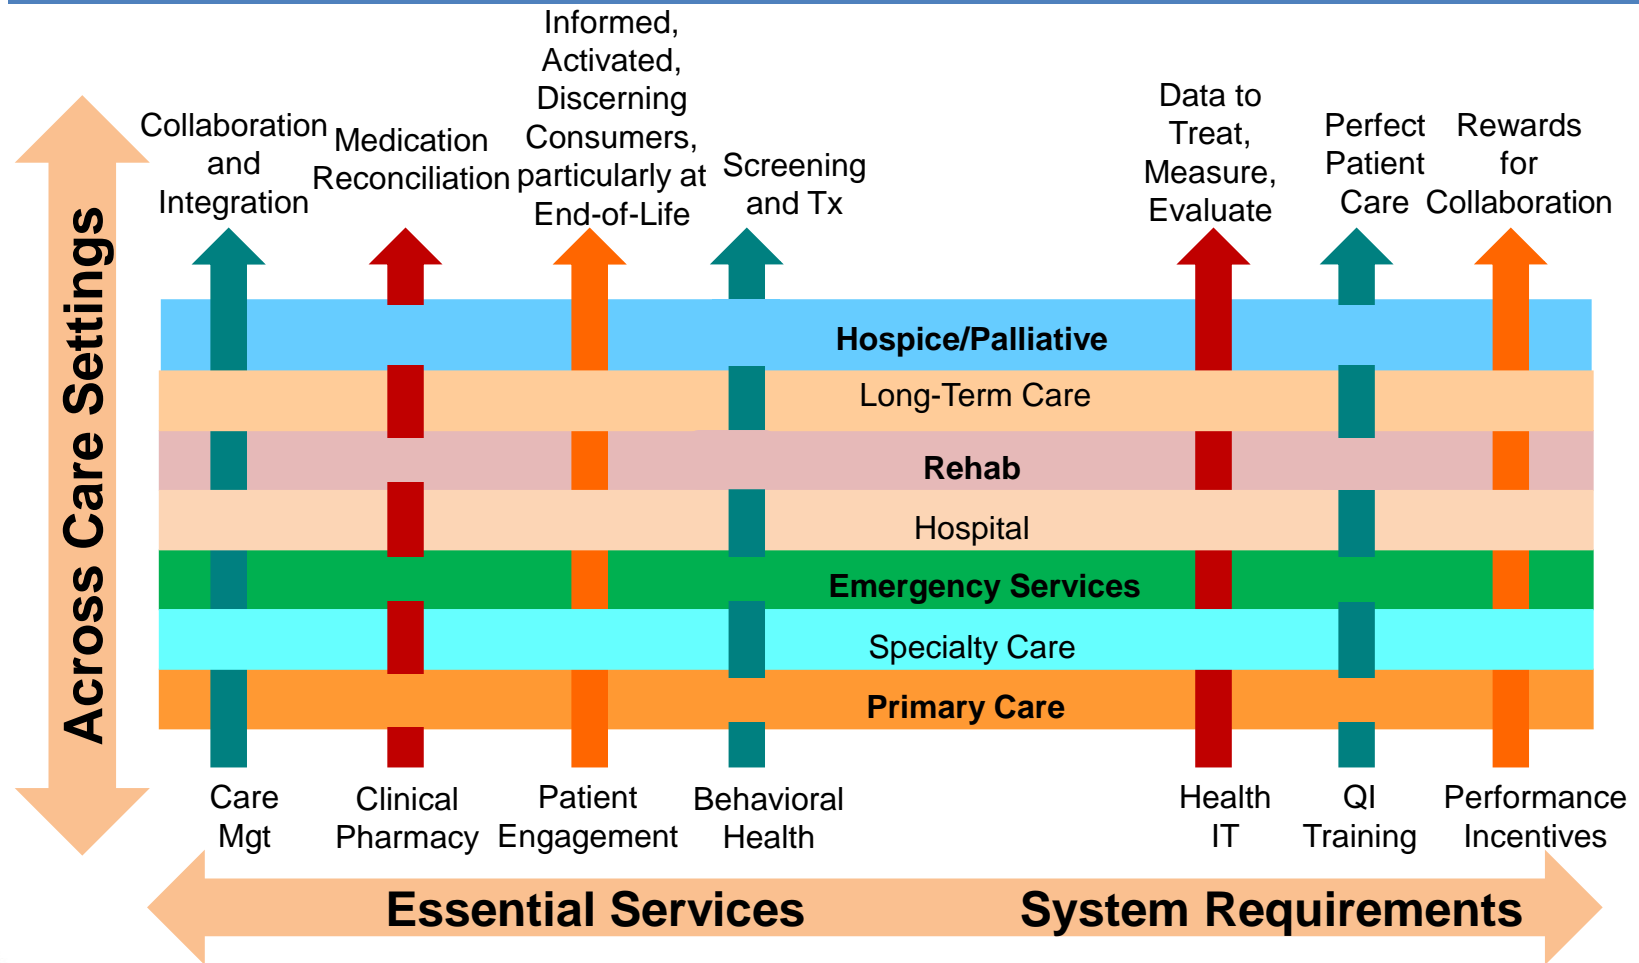 Collaboration
and
Integration
Medication
Reconciliation
Informed,
Activated,
Discerning
Consumers,
particularly at
End-of-Life
Screening
and Tx
Data to
Treat,
Measure,
Evaluate
Perfect
Patient
Care
Rewards
for
Collaboration
Across Care Settings
Hospice/Palliative
Long-Term Care
Rehab
Hospital
Emergency Services
Specialty Care
Primary Care
Care
Mgt
Clinical
Pharmacy
Patient
Engagement
Behavioral
Health
Health
IT
QI
Training
Performance
Incentives
Essential Services
System Requirements